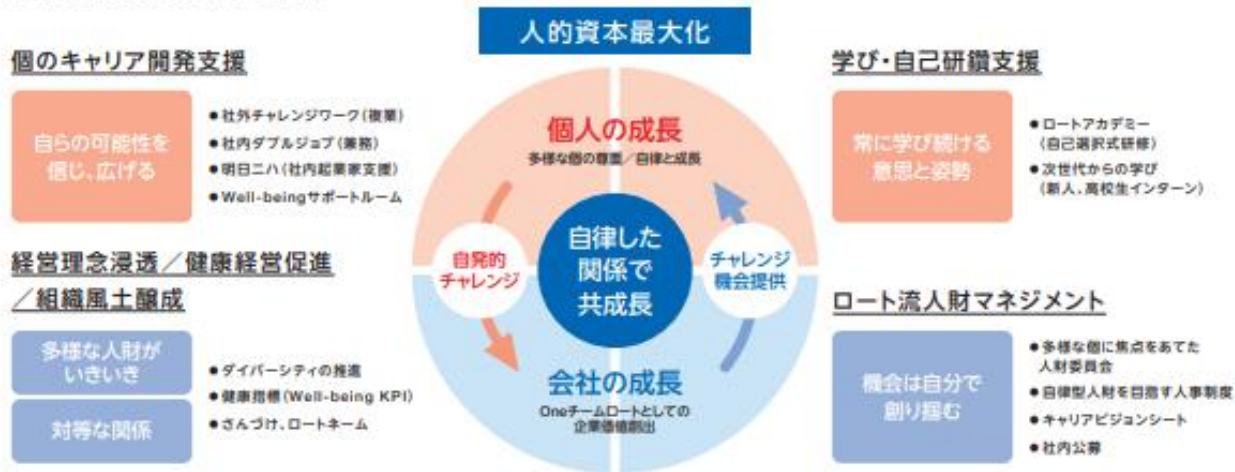 人的資本最大化
個のキャリア開発支援
自らの可能性を
信じ、広げる
●社外チャレンジワーク(複業)
●社内ダブルジョブ(兼務)
●明日ニハ(社内起業家支援)
●Well-beingサポートルーム
経営理念浸透／健康経営促進
／組織風土醸成
多様な人財が
いきいき
対等な関係
●ダイバーシティの推進
●健康指標(Well-being KPI)
●さんづけ、ロートネーム
個人の成長
多様な個の尊重／自律と成長
自発的
チャレンジ
自律した
関係で
共成長
チャレンジ
機会提供
会社の成長
Oneチームロートとしての
企業価値創出
学び・自己研鑽支援
常に学び続ける
意思と姿勢
●ロートアカデミー
(自己選択式研修)
●次世代からの学び
(新人、高校生インターン)
ロート流人財マネジメント
機会は自分で
創り掴む
●多様な個に焦点をあてた
人財委員会
●自律型人財を目指す人事制度
●キャリアビジョンシート
●社内公募